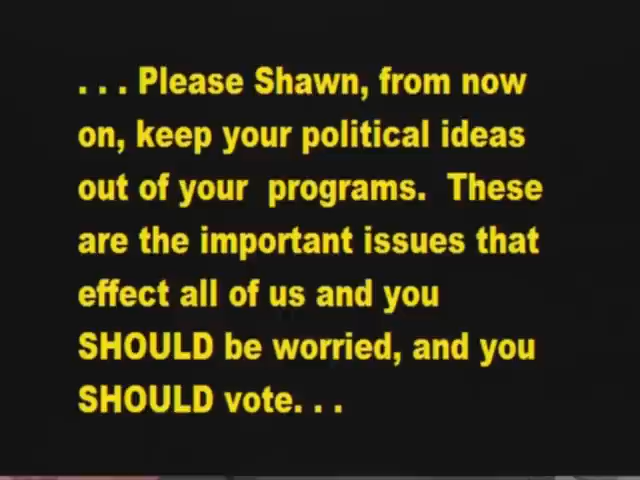 . . . Please Shawn, from now
on, keep your political ideas
out of your  programs.  These
are the important issues that
effect all of us and you
SHOULD be worried, and you
SHOULD vote. . .